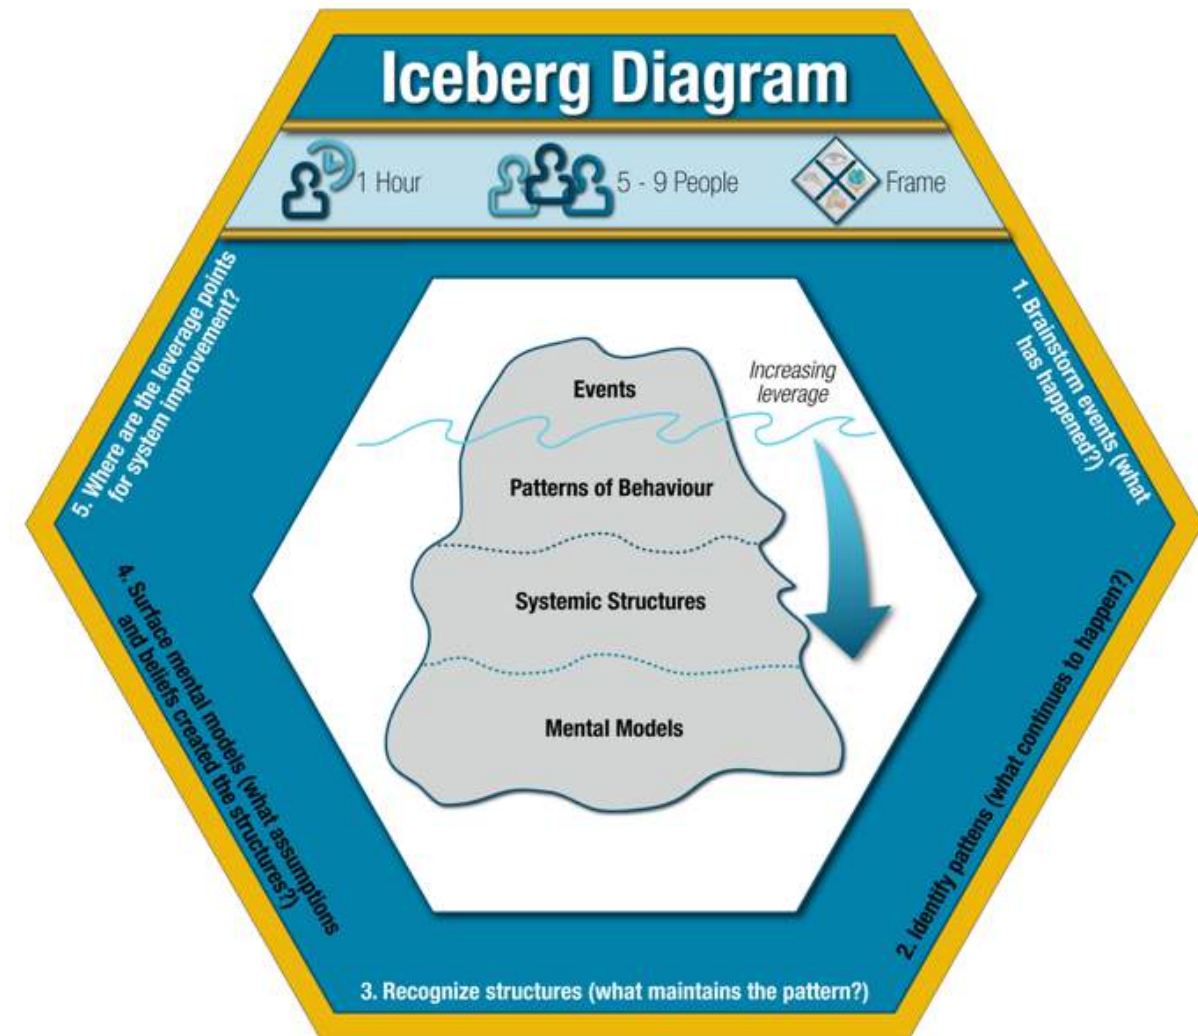 Iceberg Diagram
1 Hour
5 - 9 People
Frame
1. Brainstorm events (what
has happened?)
2. Identify pattens (what continues to happen?)
3. Recognize structures (what maintains the pattern?)
4. Surface mental models (what assumptions
and beliefs created the structures?)
5. Where are the leverage points
for system improvement?
Increasing
leverage
Events
Patterns of Behaviour
Systemic Structures
Mental Models